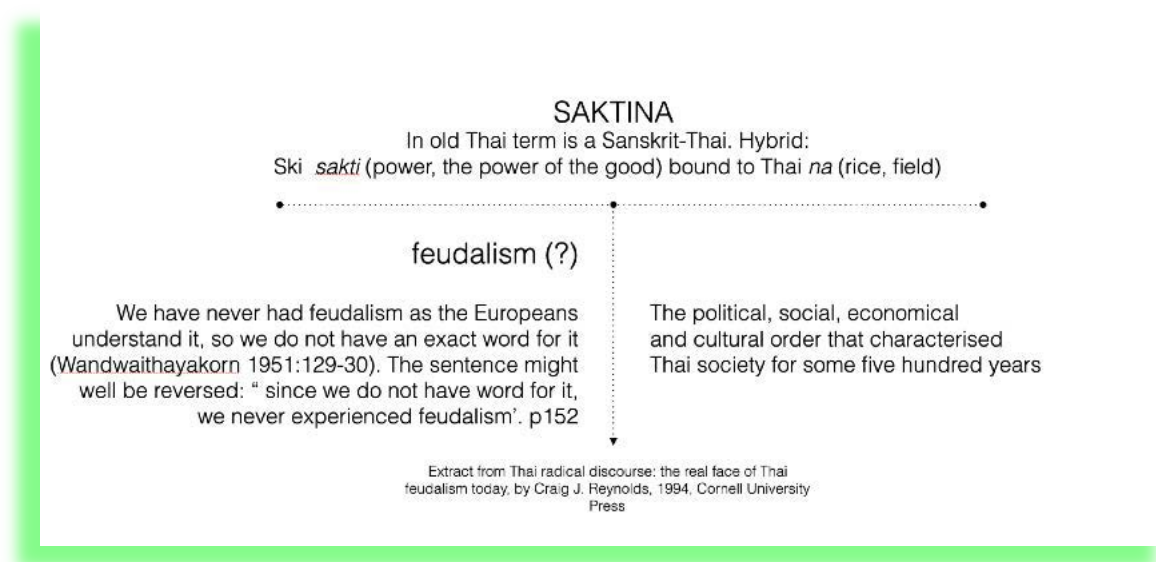 SAKTINA
In old Thai term is a Sanskrit-Thai. Hybrid:
Ski sakti (power, the power of the good) bound to Thai na (rice, field)
feudalism (?)
We have never had feudalism as the Europeans
understand it, so we do not have an exact word for it
(Wandwaithayakorn 1951:129-30). The sentence might
well be reversed: “ since we do not have word for it,
we never experienced feudalism’. p152
The political, social, economical
and cultural order that characterised
Thai society for some five hundred years
Extract from Thai radical discourse: the real face of Thai
feudalism today, by Craig J. Reynolds, 1994, Cornell University
Press